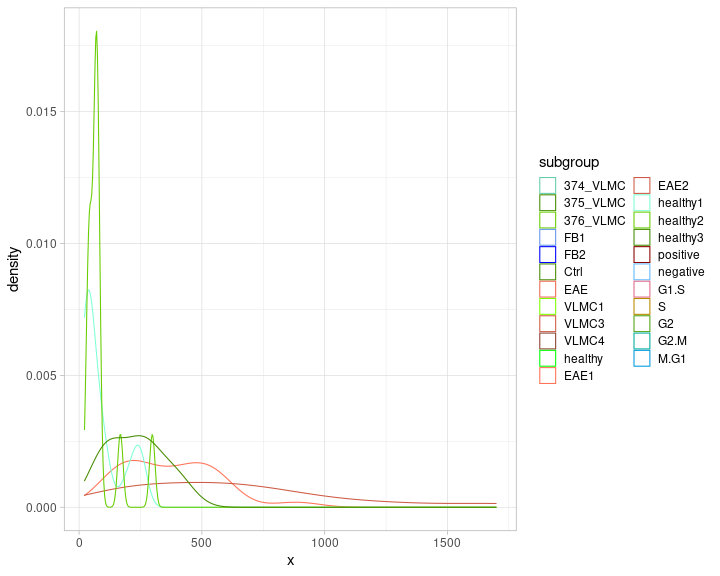 0.015
0.010
0.005
0.000
density
0
500
1000
1500
x
subgroup
374_VLMC
375_VLMC
376_VLMC
FB1
FB2
Ctrl
EAE
VLMC1
VLMC3
VLMC4
healthy
EAE1
EAE2
healthy1
healthy2
healthy3
positive
negative
G1.S
S
G2
G2.M
M.G1